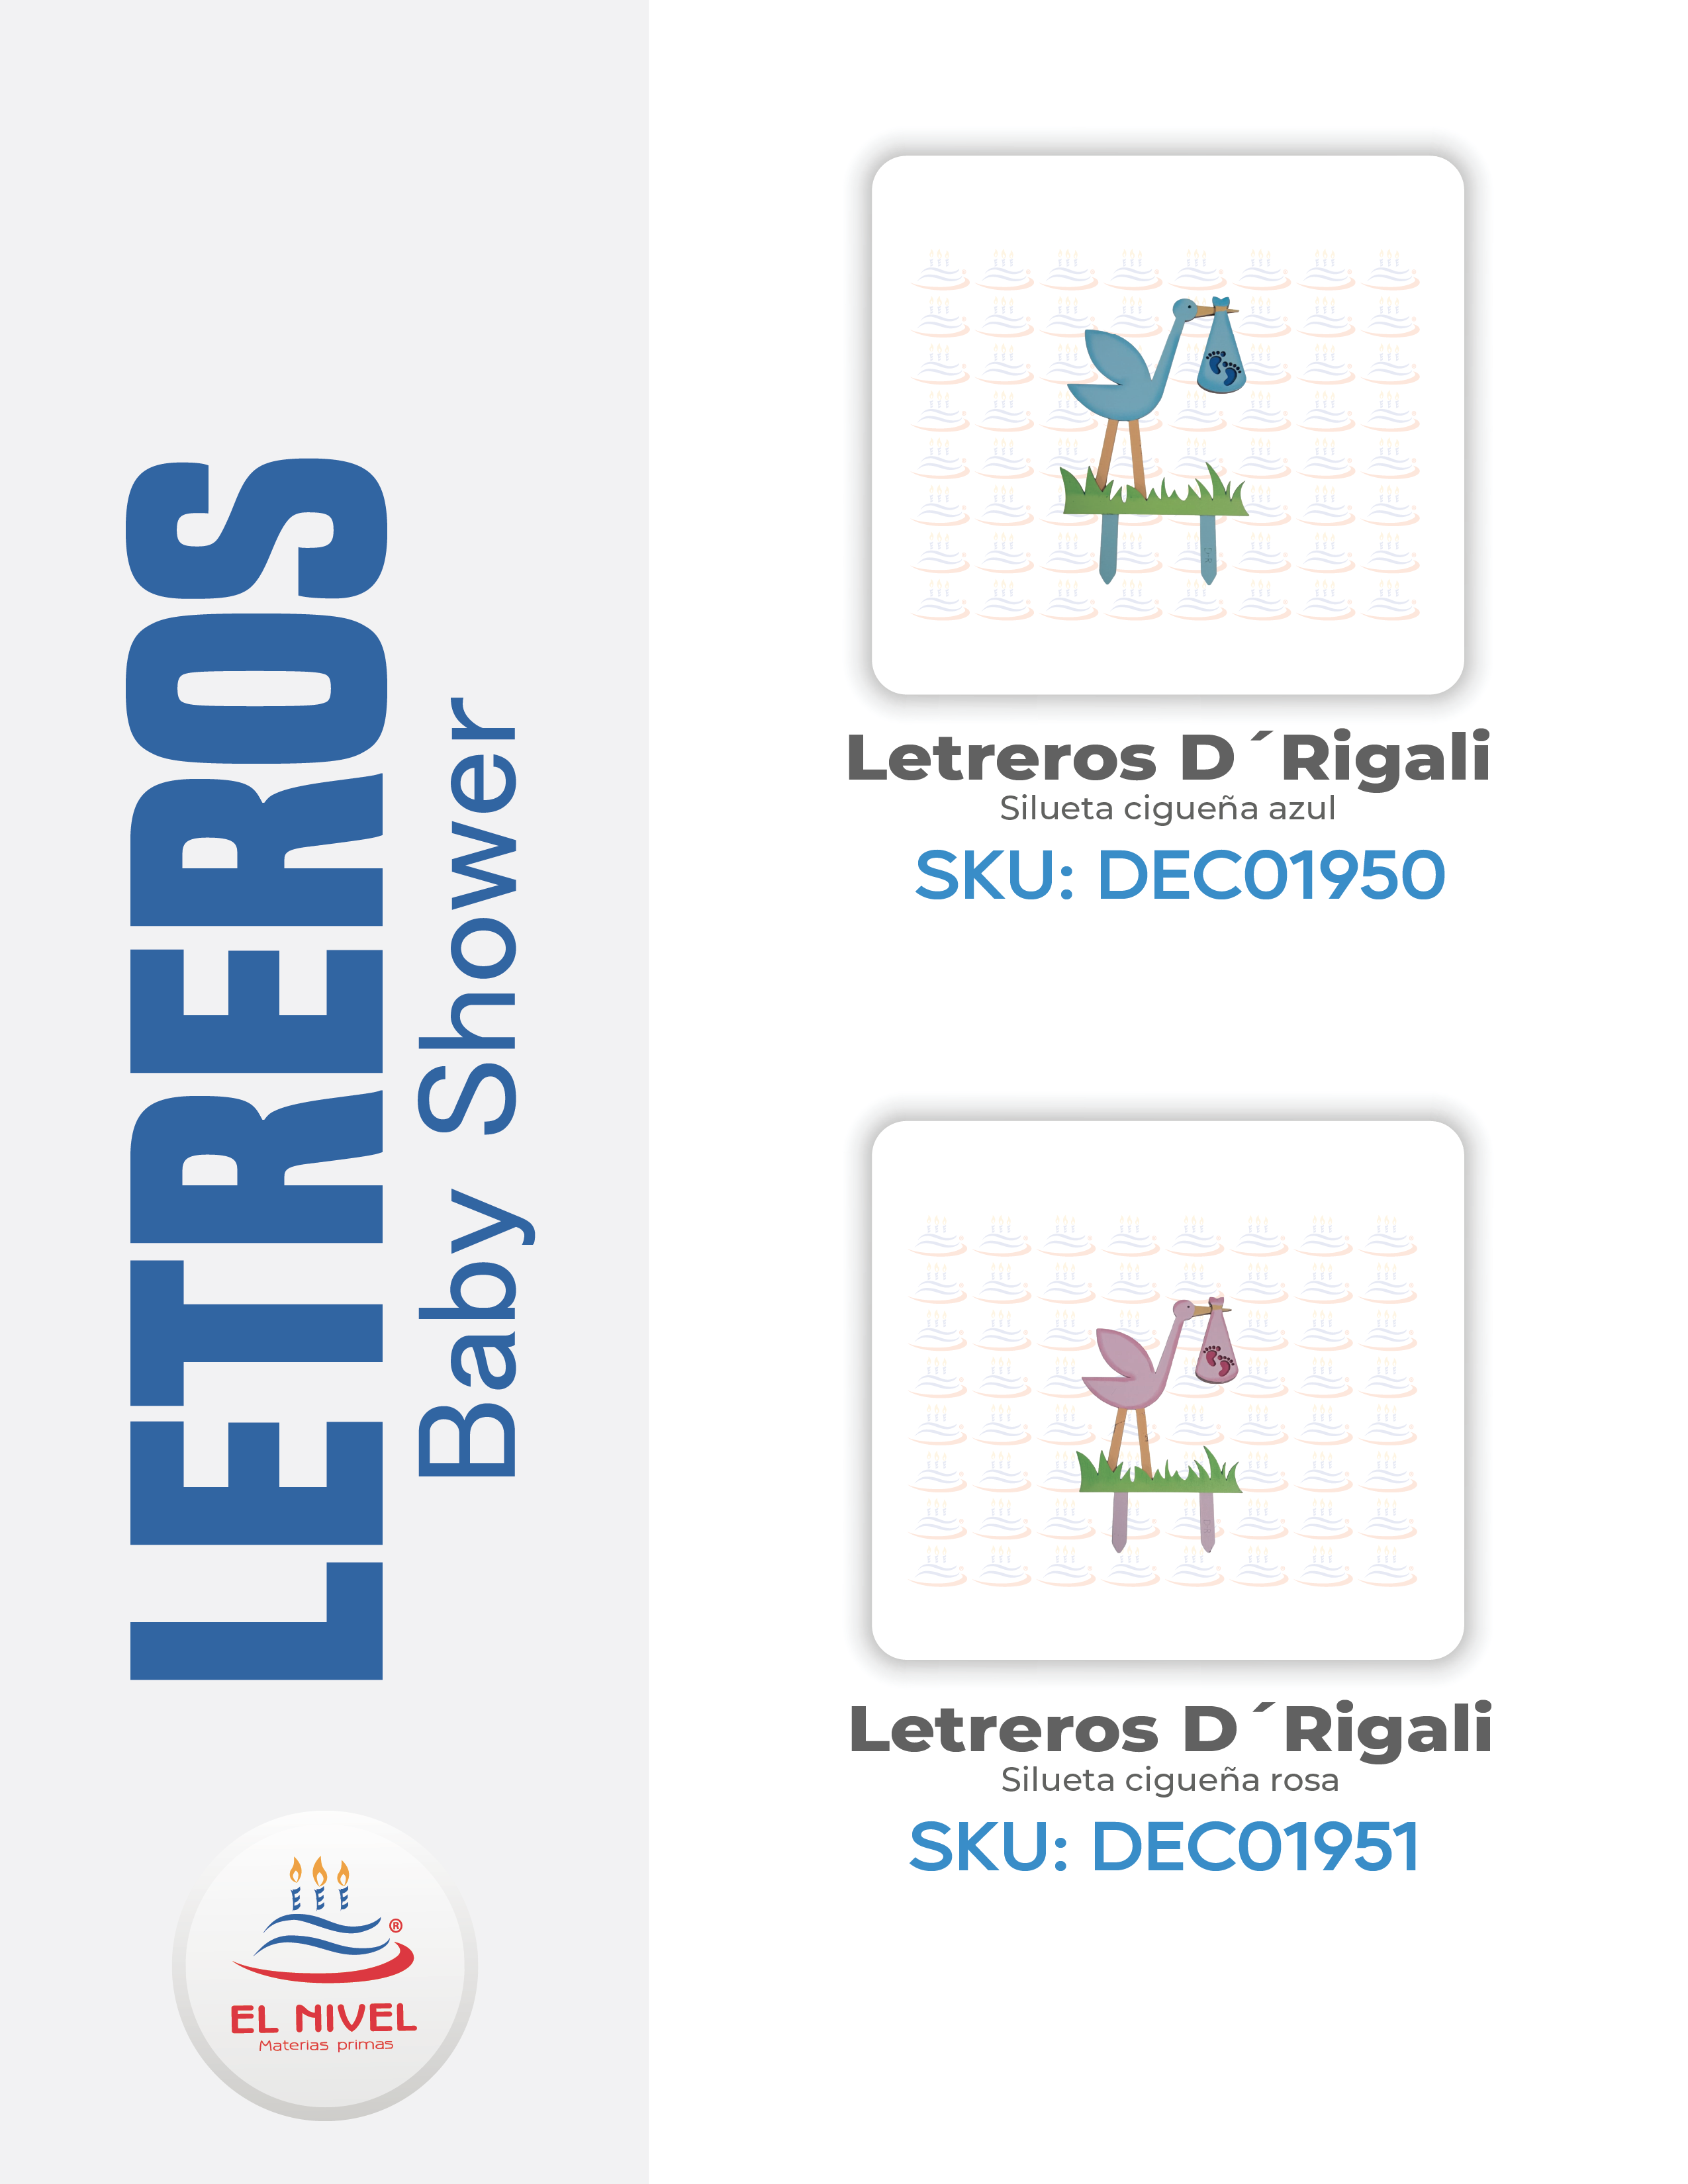 LETREROS
Baby Shower
Letreros D´Rigali
Silueta cigueña azul
SKU: DEC01950
Letreros D´Rigali
Silueta cigueña rosa
SKU: DEC01951
®
EL NIVEL
Materias primas